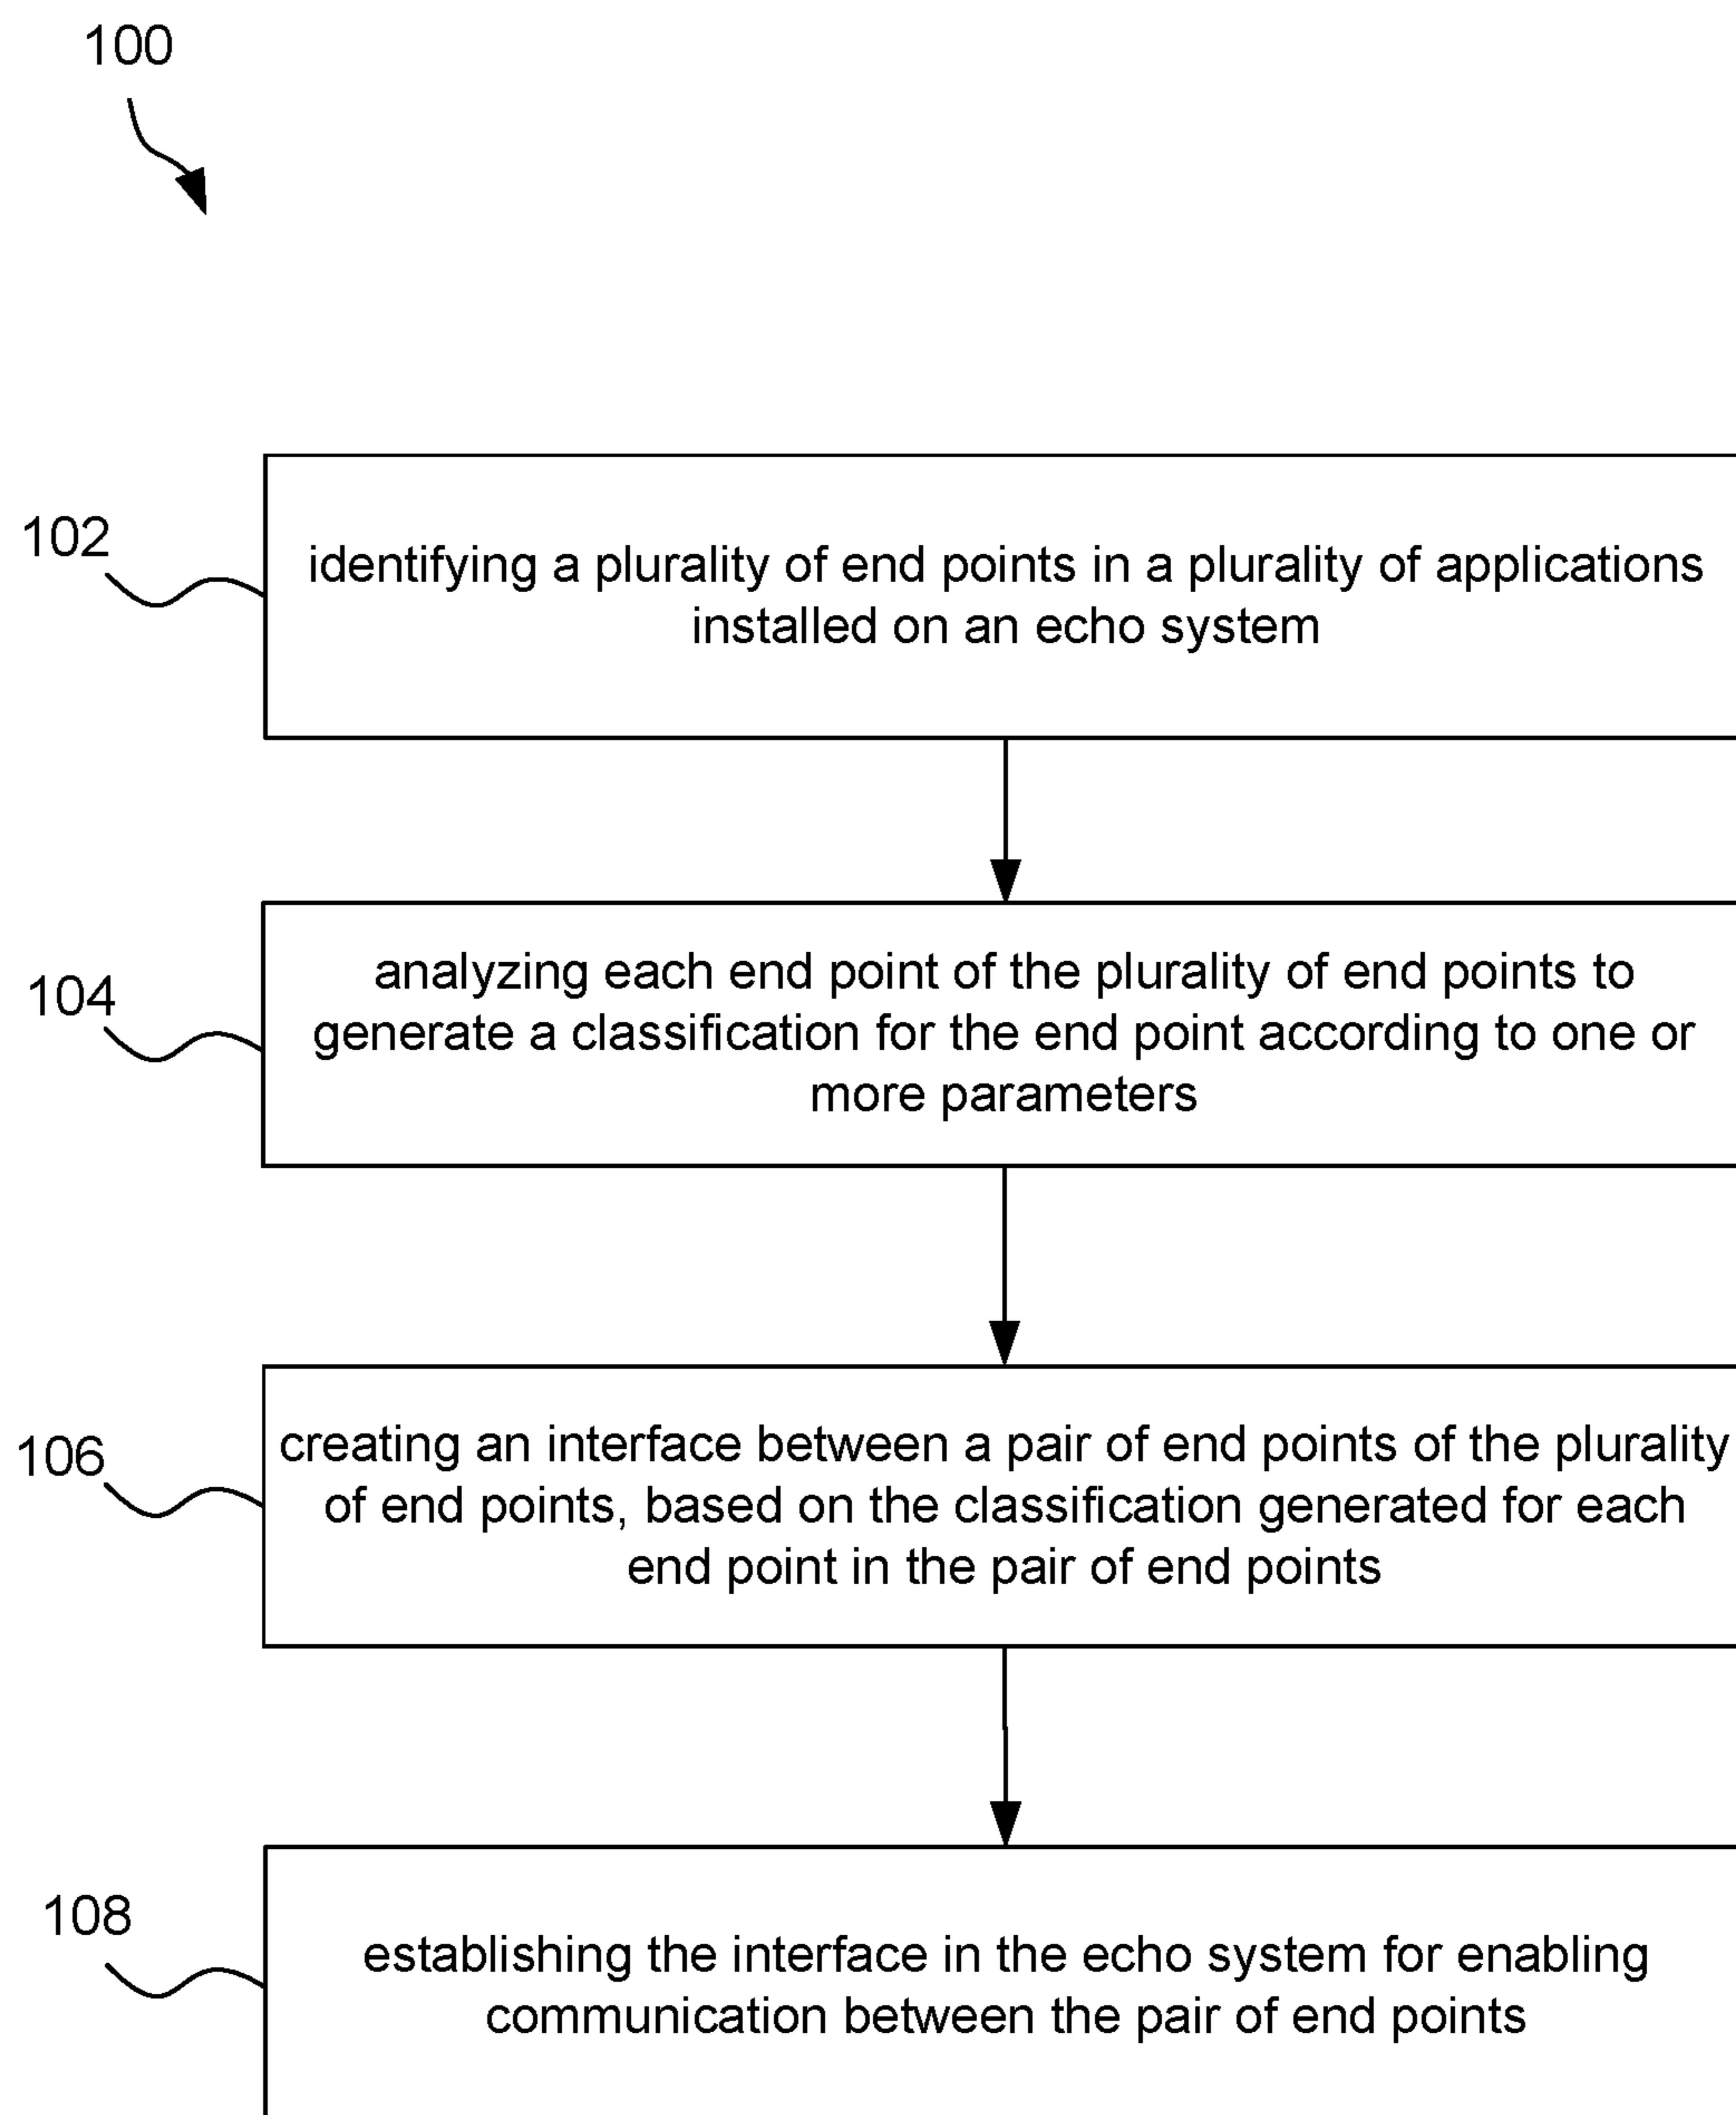 100
102
identifying a plurality of end points in a plurality of applications
installed on an echo system
104
analyzing each end point of the plurality of end points to
generate a classification for the end point according to one or
more parameters
106
creating an interface between a pair of end points of the plurality
of end points, based on the classification generated for each
end point in the pair of end points
108
establishing the interface in the echo system for enabling
communication between the pair of end points